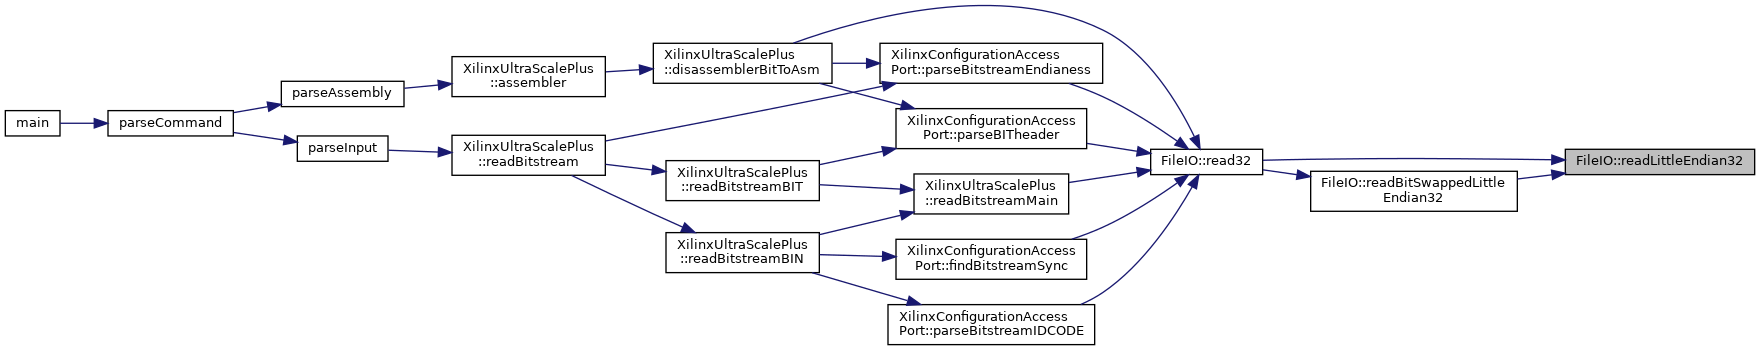 main
parseCommand
parseAssembly
parseInput
XilinxUltraScalePlus
::assembler
XilinxUltraScalePlus
::readBitstream
XilinxUltraScalePlus
::disassemblerBitToAsm
XilinxUltraScalePlus
::readBitstreamBIT
XilinxUltraScalePlus
::readBitstreamBIN
XilinxConfigurationAccess
Port::parseBitstreamEndianess
XilinxConfigurationAccess
Port::parseBITheader
XilinxUltraScalePlus
::readBitstreamMain
XilinxConfigurationAccess
Port::findBitstreamSync
XilinxConfigurationAccess
Port::parseBitstreamIDCODE
FileIO::read32
FileIO::readBitSwappedLittle
Endian32
FileIO::readLittleEndian32